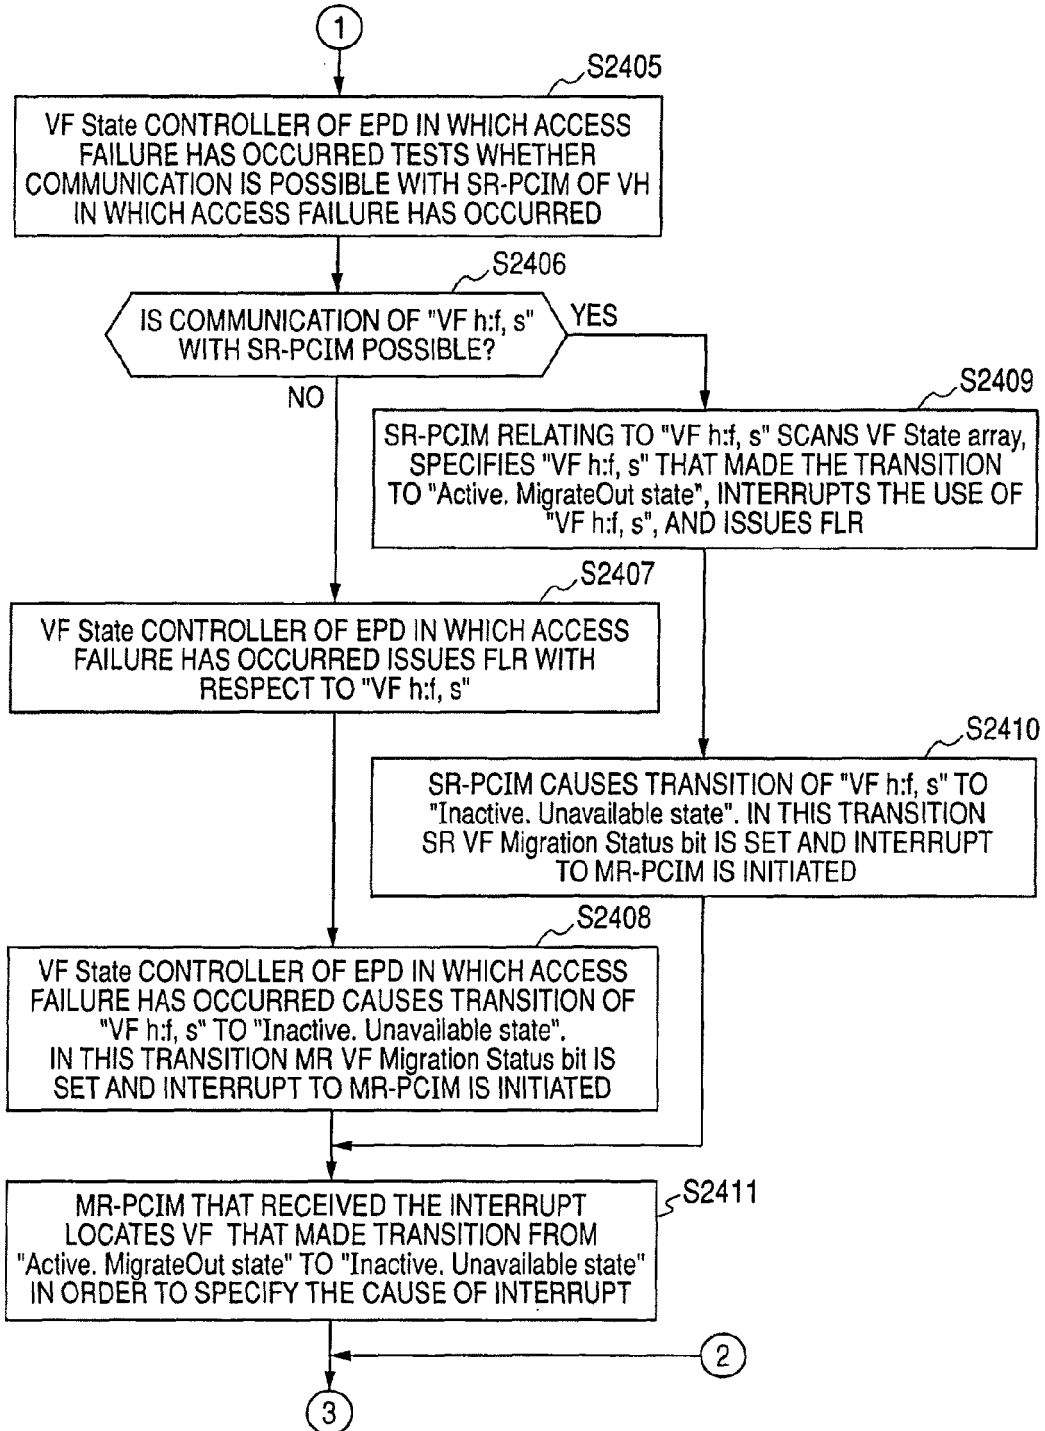 1
S2405
VF State CONTROLLER OF EPD IN WHICH ACCESS
FAILURE HAS OCCURRED TESTS WHETHER
COMMUNICATION IS POSSIBLE WITH SR-PCIM OF VH
IN WHICH ACCESS FAILURE HAS OCCURRED
S2406
IS COMMUNICATION OF "VF h:f, s"
WITH SR-PCIM POSSIBLE?
YES
NO
S2409
SR-PCIM RELATING TO "VF h:f, s" SCANS VF State array,
SPECIFIES "VF h:f, s" THAT MADE THE TRANSITION
TO "Active. MigrateOut state", INTERRUPTS THE USE OF
"VF h:f, s", AND ISSUES FLR
S2407
VF State CONTROLLER OF EPD IN WHICH ACCESS
FAILURE HAS OCCURRED ISSUES FLR WITH
RESPECT TO "VF h:f, s"
S2410
SR-PCIM CAUSES TRANSITION OF "VF h:f, s" TO
"Inactive. Unavailable state". IN THIS TRANSITION
SR VF Migration Status bit IS SET AND INTERRUPT
TO MR-PCIM IS INITIATED
S2408
VF State CONTROLLER OF EPD IN WHICH ACCESS
FAILURE HAS OCCURRED CAUSES TRANSITION OF
"VF h:f, s" TO "Inactive. Unavailable state".
IN THIS TRANSITION MR VF Migration Status bit IS
SET AND INTERRUPT TO MR-PCIM IS INITIATED
S2411
MR-PCIM THAT RECEIVED THE INTERRUPT
LOCATES VF THAT MADE TRANSITION FROM
"Active. MigrateOut state" TO "Inactive. Unavailable state"
IN ORDER TO SPECIFY THE CAUSE OF INTERRUPT
2
3